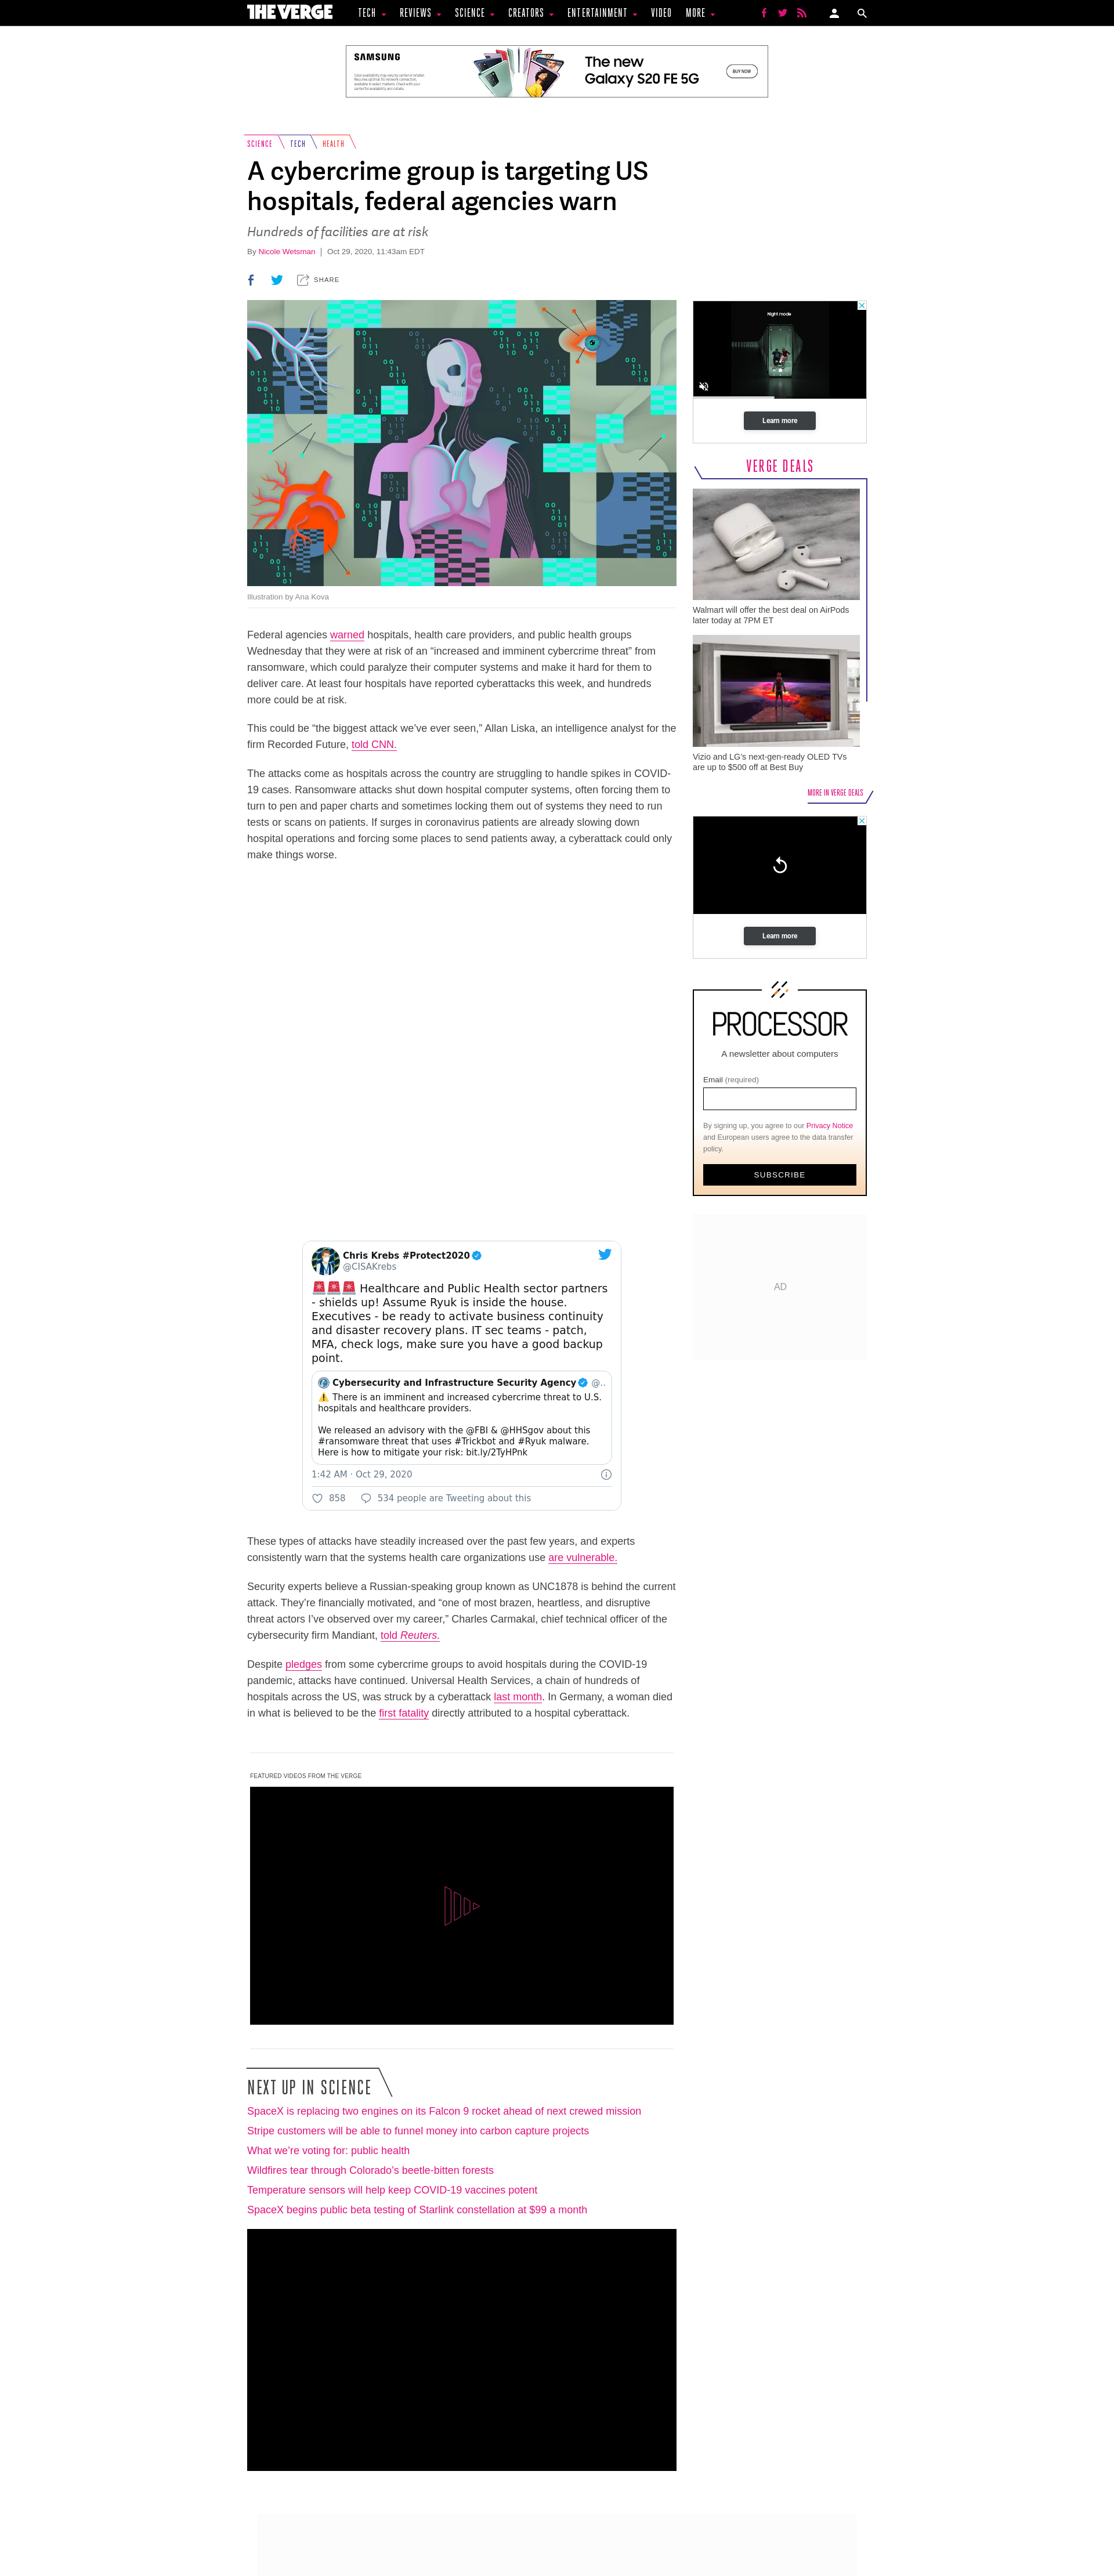 THE VERGE
TECH
REVIEWS
SCIENCE
CREATORS
ENTERTAINMENT
VIDEO
MORE
SAMSUNG
The new
Galaxy S20 FE 5G
BUY NOW
SCIENCE
TECH
HEALTH
A cybercrime group is targeting US
hospitals, federal agencies warn
Hundreds of facilities are at risk
By Nicole Wetsman | Oct 29, 2020, 11:43am EDT
SHARE
Illustration by Ana Kova
Federal agencies warned hospitals, health care providers, and public health groups
Wednesday that they were at risk of an “increased and imminent cybercrime threat” from
ransomware, which could paralyze their computer systems and make it hard for them to
deliver care. At least four hospitals have reported cyberattacks this week, and hundreds
more could be at risk.
This could be “the biggest attack we’ve ever seen,” Allan Liska, an intelligence analyst for the
firm Recorded Future, told CNN.
The attacks come as hospitals across the country are struggling to handle spikes in COVID-
19 cases. Ransomware attacks shut down hospital computer systems, often forcing them to
turn to pen and paper charts and sometimes locking them out of systems they need to run
tests or scans on patients. If surges in coronavirus patients are already slowing down
hospital operations and forcing some places to send patients away, a cyberattack could only
make things worse.
Chris Krebs #Protect2020
@CISAKrebs
🚨🚨🚨 Healthcare and Public Health sector partners
- shields up! Assume Ryuk is inside the house.
Executives - be ready to activate business continuity
and disaster recovery plans. IT sec teams - patch,
MFA, check logs, make sure you have a good backup
point.
Cybersecurity and Infrastructure Security Agency @..
⚠️ There is an imminent and increased cybercrime threat to U.S.
hospitals and healthcare providers.
We released an advisory with the @FBI & @HHSgov about this
#ransomware threat that uses #Trickbot and #Ryuk malware.
Here is how to mitigate your risk: bit.ly/2TyHPnk
1:42 AM · Oct 29, 2020
858
534 people are Tweeting about this
These types of attacks have steadily increased over the past few years, and experts
consistently warn that the systems health care organizations use are vulnerable.
Security experts believe a Russian-speaking group known as UNC1878 is behind the current
attack. They’re financially motivated, and “one of most brazen, heartless, and disruptive
threat actors I’ve observed over my career,” Charles Carmakal, chief technical officer of the
cybersecurity firm Mandiant, told Reuters.
Despite pledges from some cybercrime groups to avoid hospitals during the COVID-19
pandemic, attacks have continued. Universal Health Services, a chain of hundreds of
hospitals across the US, was struck by a cyberattack last month. In Germany, a woman died
in what is believed to be the first fatality directly attributed to a hospital cyberattack.
FEATURED VIDEOS FROM THE VERGE
NEXT UP IN SCIENCE
SpaceX is replacing two engines on its Falcon 9 rocket ahead of next crewed mission
Stripe customers will be able to funnel money into carbon capture projects
What we’re voting for: public health
Wildfires tear through Colorado’s beetle-bitten forests
Temperature sensors will help keep COVID-19 vaccines potent
SpaceX begins public beta testing of Starlink constellation at $99 a month
Night mode
Learn more
VERGE DEALS
Walmart will offer the best deal on AirPods
later today at 7PM ET
Vizio and LG’s next-gen-ready OLED TVs
are up to $500 off at Best Buy
MORE IN VERGE DEALS
Learn more
PROCESSOR
A newsletter about computers
Email (required)
By signing up, you agree to our Privacy Notice
and European users agree to the data transfer
policy.
SUBSCRIBE
AD